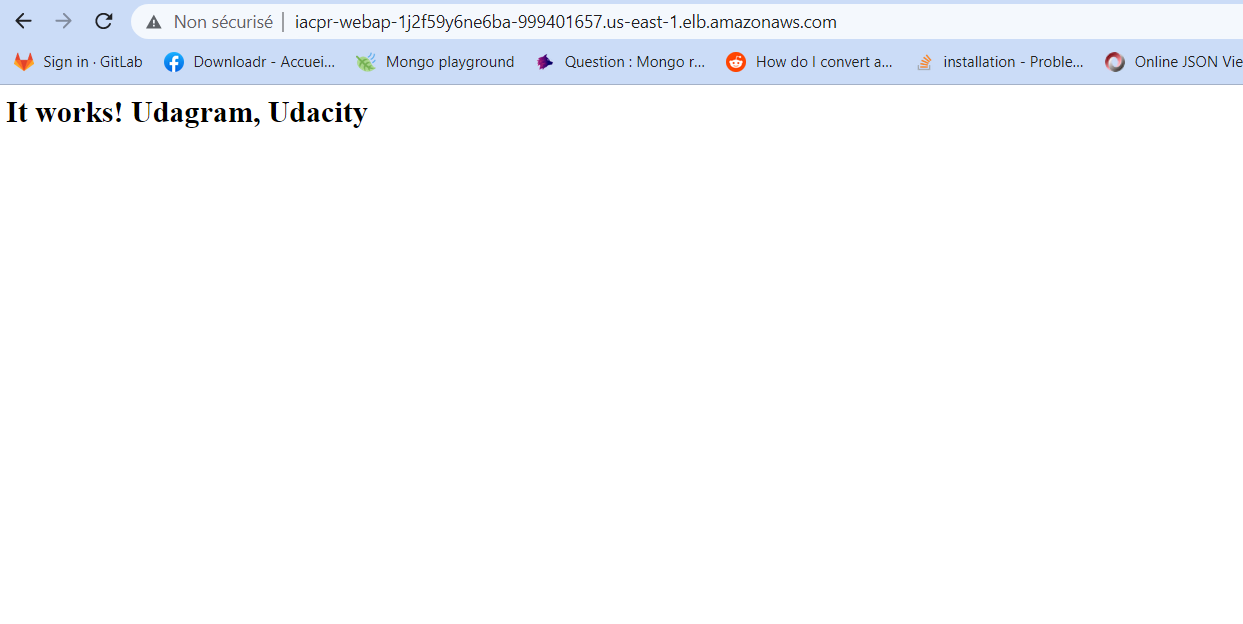 Non sécurisé | iacpr-webap-1j2f59y6ne6ba-999401657.us-east-1.elb.amazonaws.com
Sign in · GitLab Downloadr - Accuei... Mongo playground Question : Mongo r... How do I convert a... installation - Proble... Online JSON Vie
It works! Udagram, Udacity